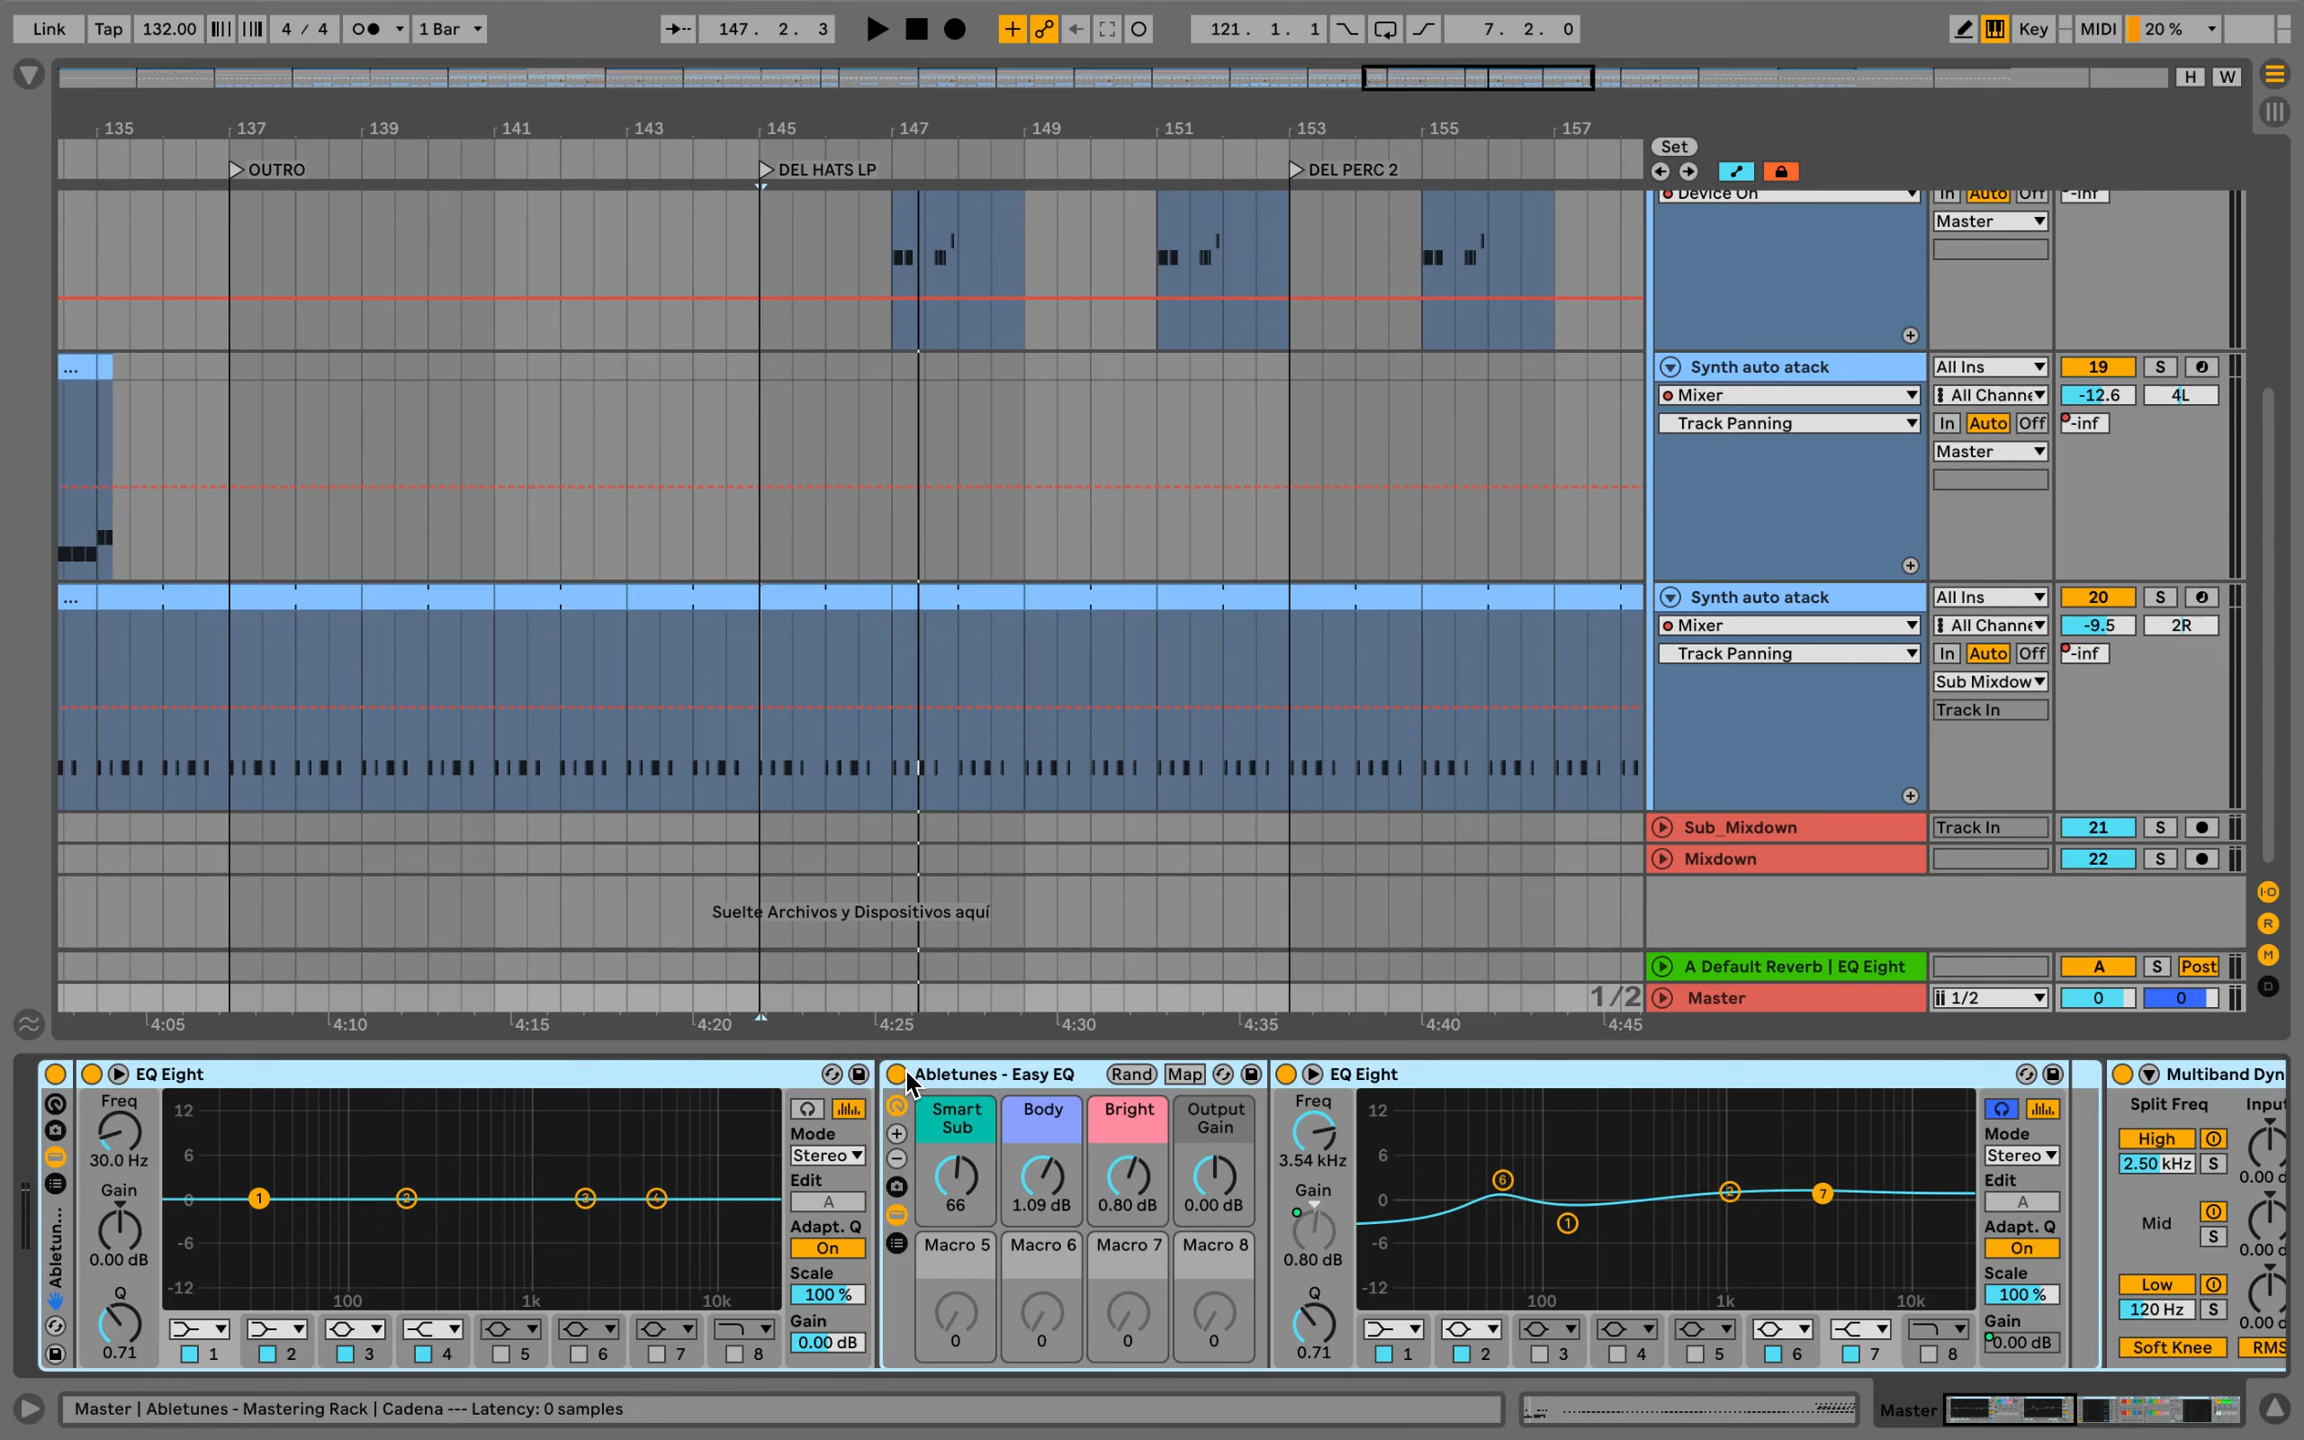 Link Tap 132.00 4 / 4 1 Bar 147. 2. 3 121. 1. 1 7. 2. 0 Key MIDI 20 %
H W
135 137 139 141 143 145 147 149 151 153 155 157
Set
OUTRO DEL HATS LP DEL PERC 2
Device On In Auto Off -inf
Master
... Synth auto atack All Ins 19 S
Mixer All Channe -12.6 4L
Track Panning In Auto Off -inf
Master
... Synth auto atack All Ins 20 S
Mixer All Channe -9.5 2R
Track Panning In Auto Off -inf
Sub Mixdow
Track In
Sub_Mixdown Track In 21 S
Mixdown 22 S
Suelte Archivos y Dispositivos aquí
I·O
R
M
D
A Default Reverb | EQ Eight A S Post
1/2 Master 1/2 0 0
4:05 4:10 4:15 4:20 4:25 4:30 4:35 4:40 4:45
Abletun...
EQ Eight
Freq
30.0 Hz
Gain
0.00 dB
Q
0.71
12
6
0
-6
-12
100 1k 10k
1 2 3 4
1 2 3 4 5 6 7 8
Mode
Stereo
Edit
A
Adapt. Q
On
Scale
100 %
Gain
0.00 dB
Abletunes - Easy EQ Rand Map
Smart Sub Body Bright Output Gain
66 1.09 dB 0.80 dB 0.00 dB
Macro 5 Macro 6 Macro 7 Macro 8
0 0 0 0
EQ Eight
Freq
3.54 kHz
Gain
0.80 dB
Q
0.71
12
6
0
-6
-12
100 1k 10k
6 1 2 7
1 2 3 4 5 6 7 8
Mode
Stereo
Edit
A
Adapt. Q
On
Scale
100 %
Gain
0.00 dB
Multiband Dyn
Split Freq Input
High
2.50 kHz S 0.00
Mid S 0.00
Low
120 Hz S 0.00
Soft Knee RMS
Master | Abletunes - Mastering Rack | Cadena --- Latency: 0 samples Master